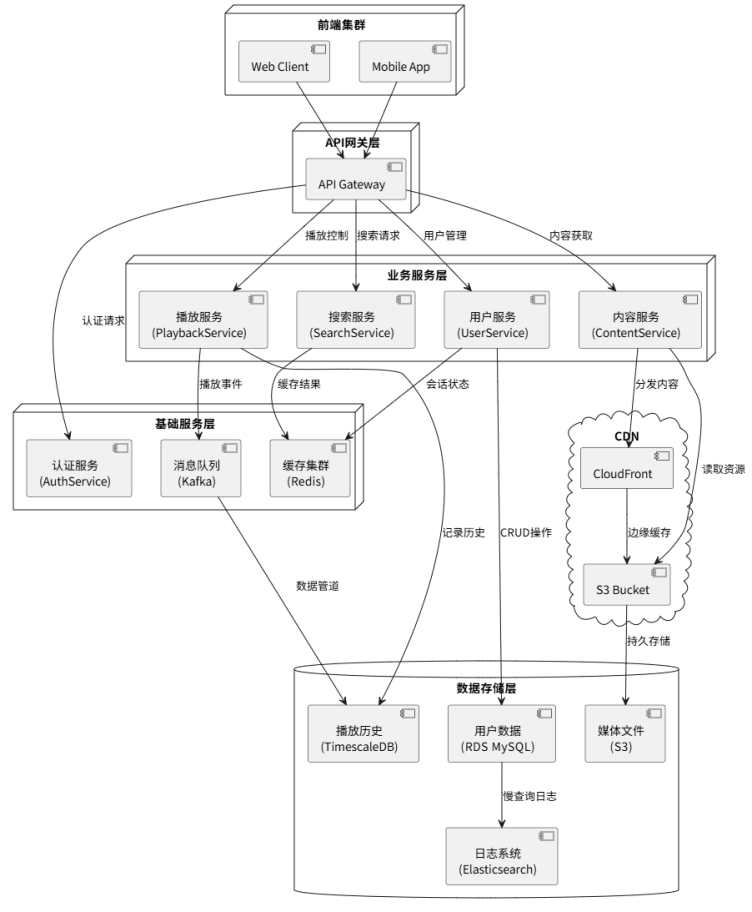 前端集群
Web Client
Mobile App
API网关层
API Gateway
播放控制
搜索请求
用户管理
内容获取
业务服务层
播放服务
(PlaybackService)
搜索服务
(SearchService)
用户服务
(UserService)
内容服务
(ContentService)
认证请求
播放事件
缓存结果
会话状态
分发内容
基础服务层
认证服务
(AuthService)
消息队列
(Kafka)
缓存集群
(Redis)
CDN
CloudFront
读取资源
记录历史
CRUD操作
边缘缓存
S3 Bucket
数据管道
持久存储
数据存储层
播放历史
(TimescaleDB)
用户数据
(RDS MySQL)
媒体文件
(S3)
慢查询日志
日志系统
(Elasticsearch)